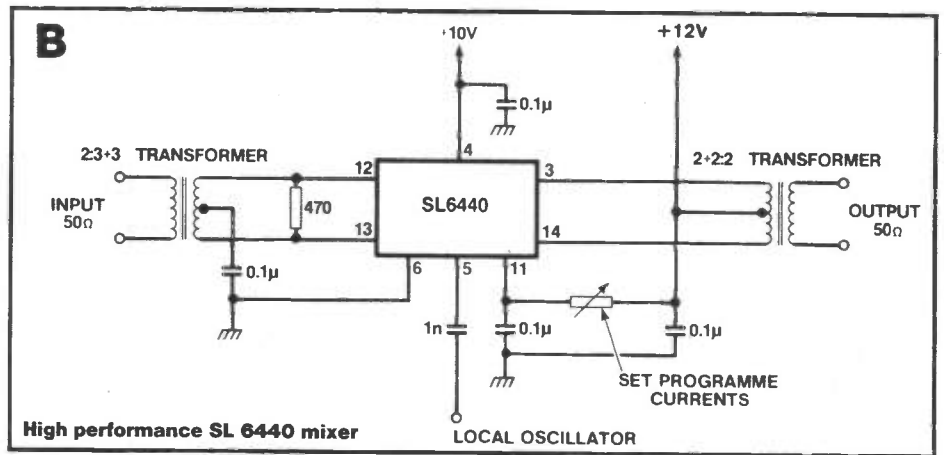 B
+10V
+12V
0.1µ
4
2:3+3 TRANSFORMER
12
3
2+2:2 TRANSFORMER
INPUT
50Ω
470
SL6440
OUTPUT
50Ω
13
14
0.1µ
6
5
11
1n
0.1µ
0.1µ
SET PROGRAMME
CURRENTS
High performance SL 6440 mixer
LOCAL OSCILLATOR